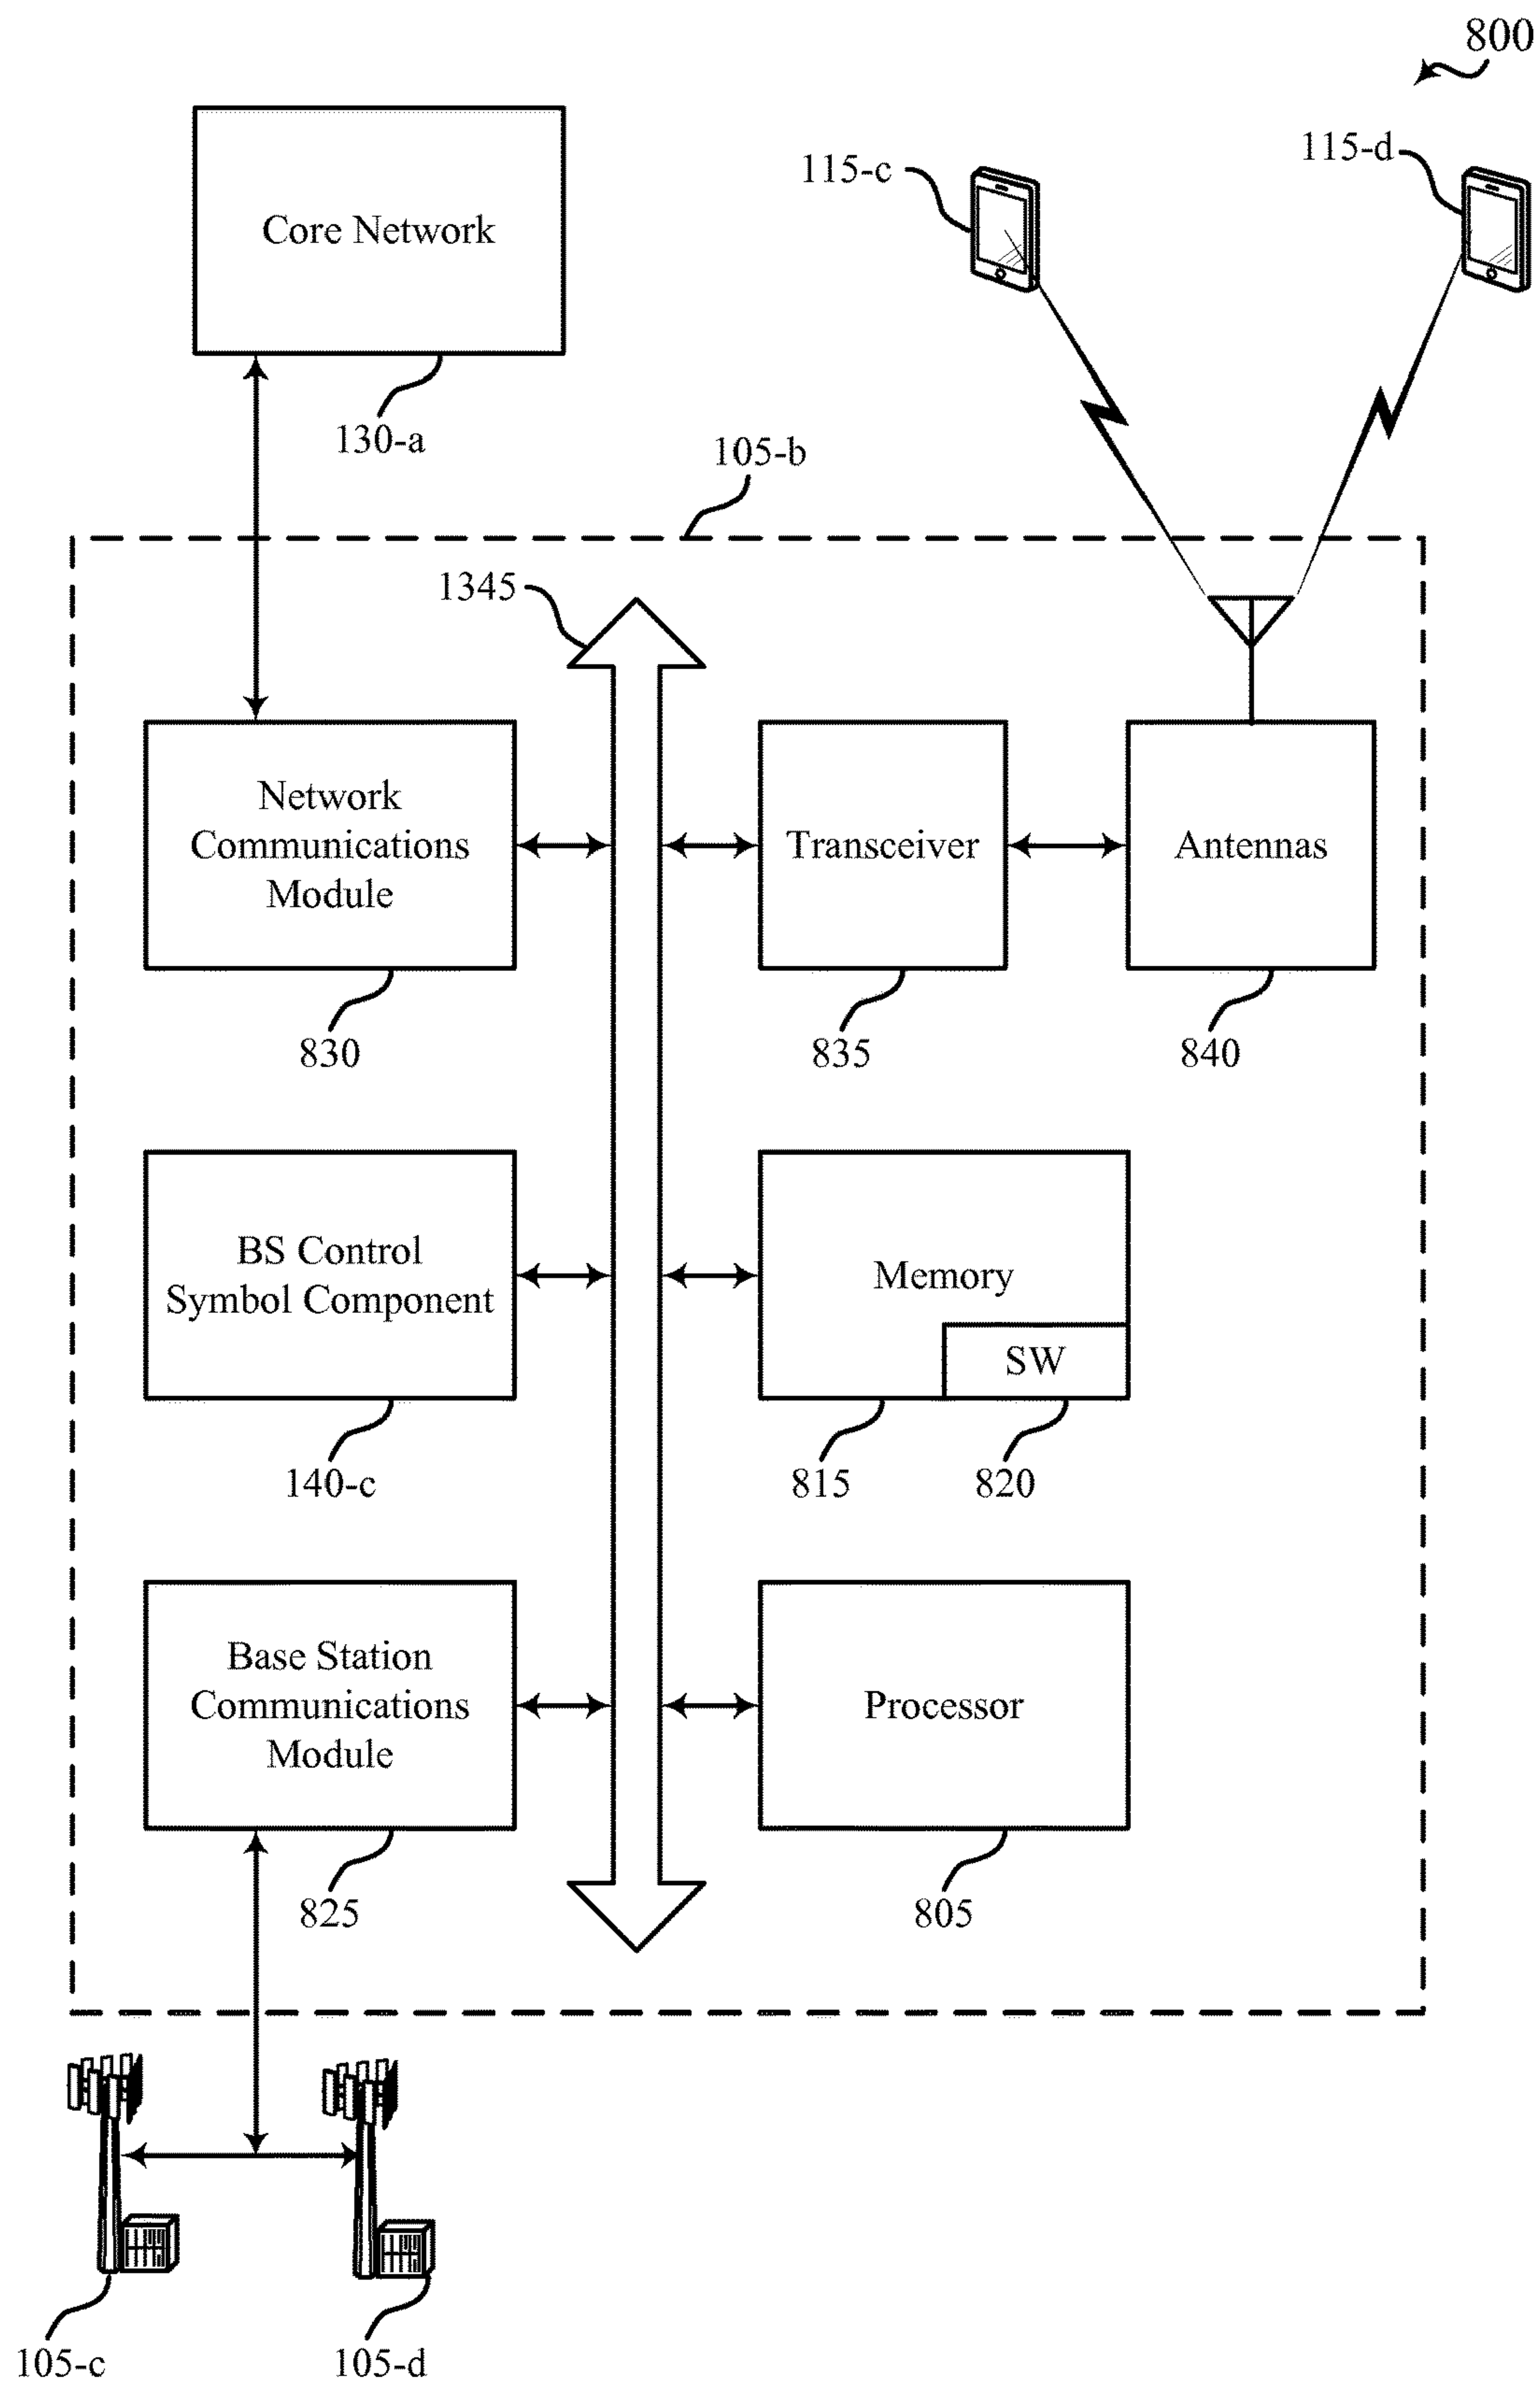 800
115-c
115-d
Core Network
130-a
105-b
1345
Network
Communications
Module
Transceiver
Antennas
830
835
840
BS Control
Symbol Component
Memory
SW
140-c
815
820
Base Station
Communications
Module
Processor
825
805
105-c
105-d